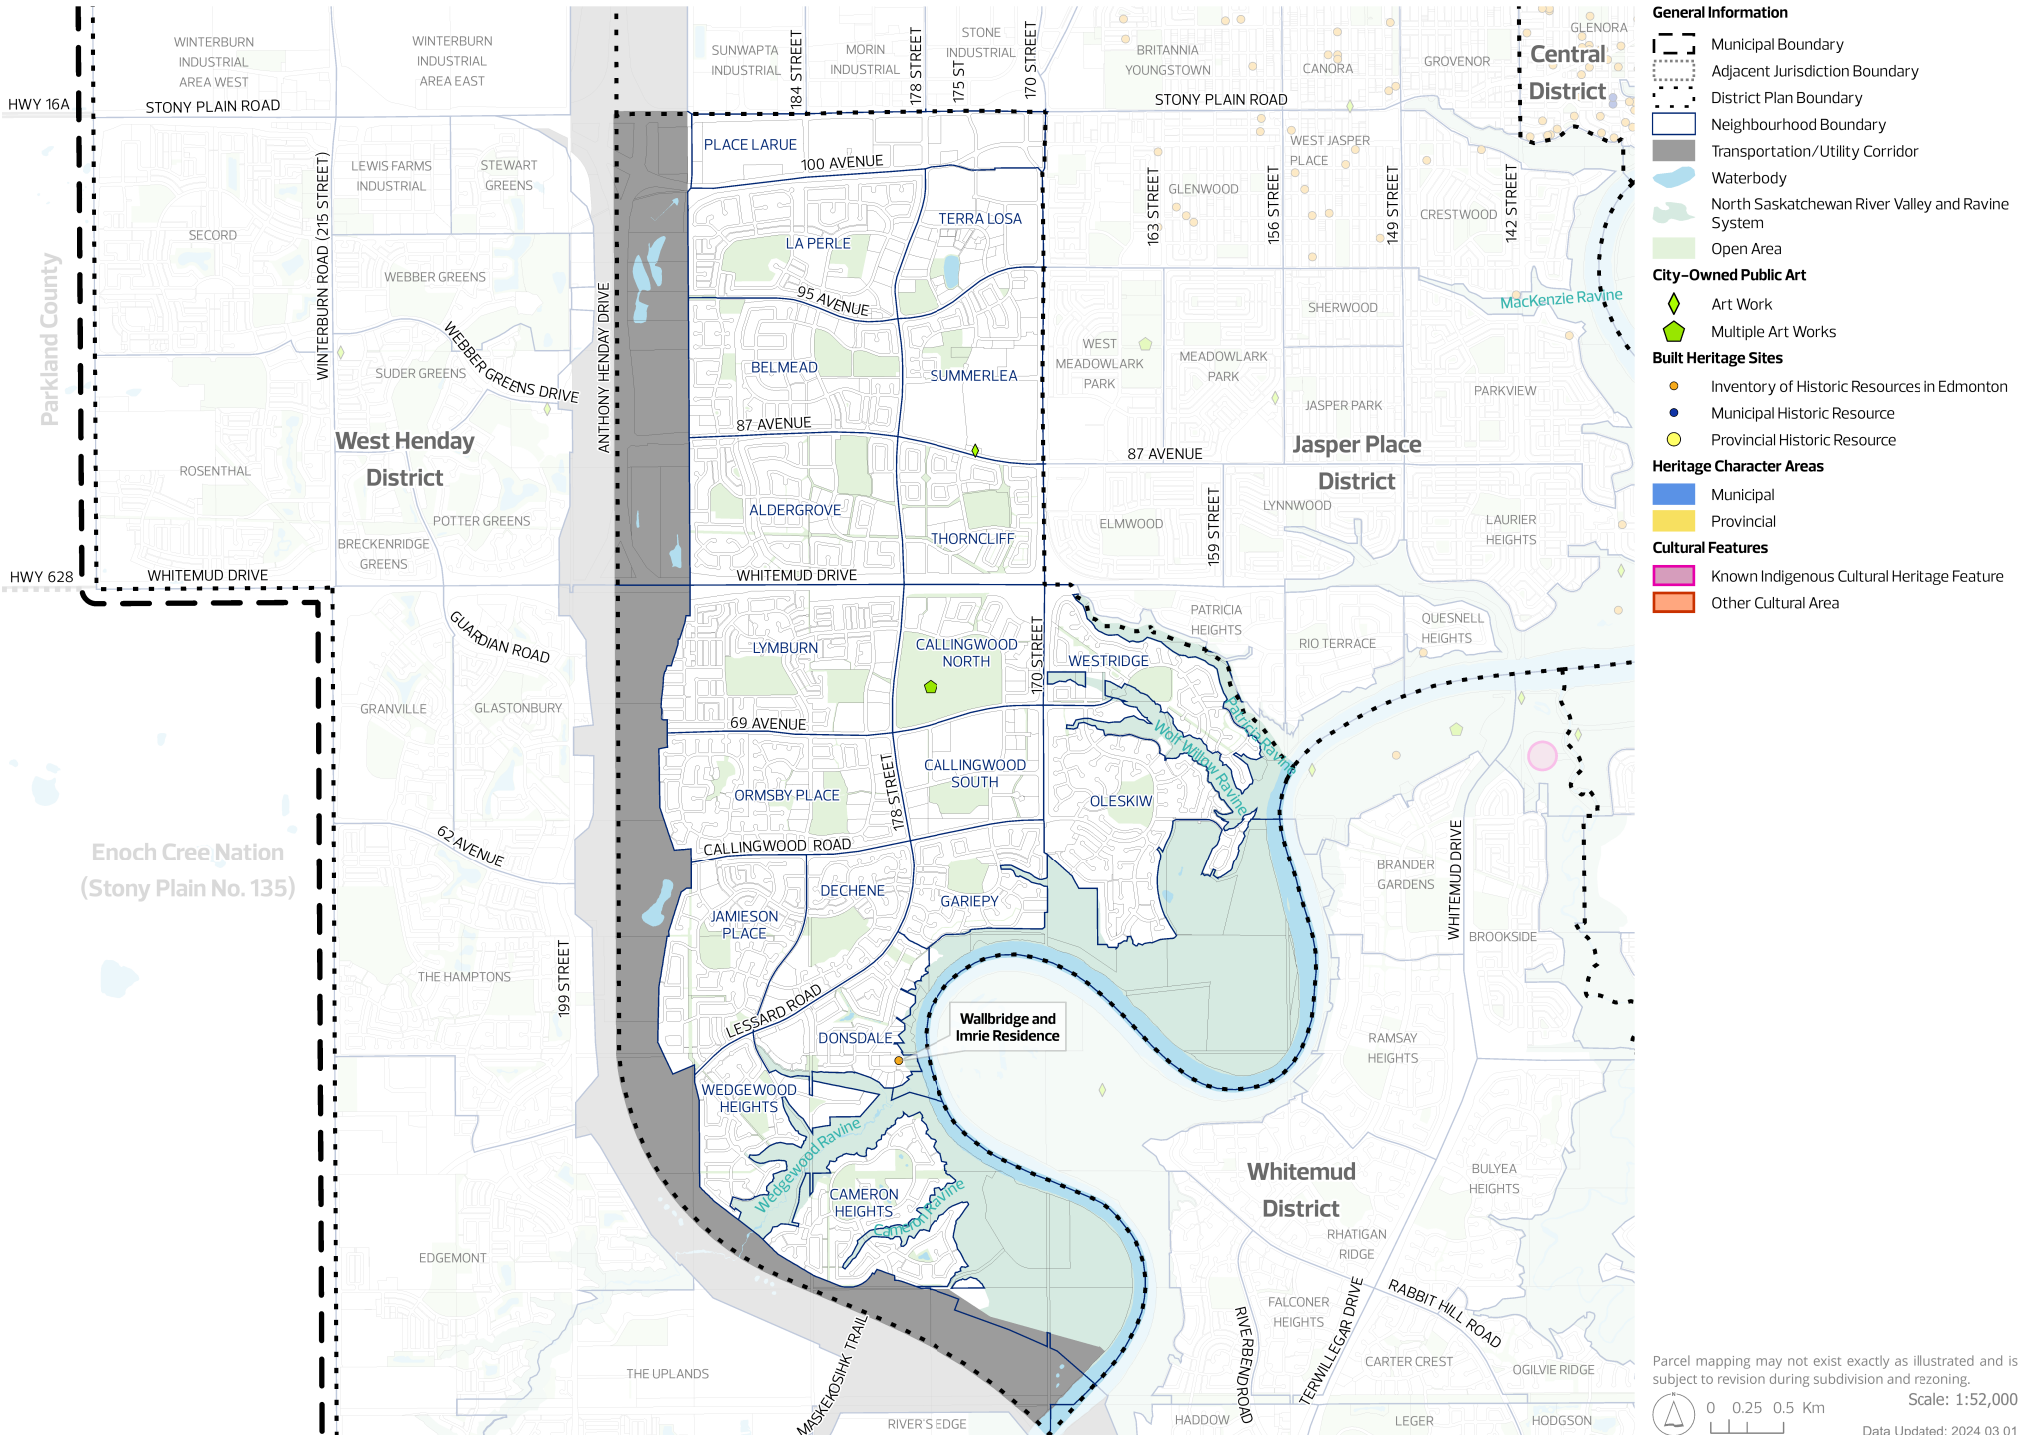 WINTERBURN
INDUSTRIAL
AREA WEST
WINTERBURN
INDUSTRIAL
AREA EAST
SUNWAPTA
INDUSTRIAL
184 STREET
MORIN
INDUSTRIAL
178 STREET
STONE
INDUSTRIAL
175 ST
170 STREET
BRITANNIA
YOUNGSTOWN
CANORA
GROVENOR
GLENORA
Central
District
HWY 16A
STONY PLAIN ROAD
STONY PLAIN ROAD
PLACE LARUE
100 AVENUE
LEWIS FARMS
INDUSTRIAL
STEWART
GREENS
WEST JASPER
PLACE
GLENWOOD
163 STREET
156 STREET
149 STREET
142 STREET
CRESTWOOD
SECORD
WINTERBURN ROAD (215 STREET)
WEBBER GREENS
LA PERLE
TERRA LOSA
95 AVENUE
MacKenzie Ravine
SHERWOOD
Parkland County
ANTHONY HENDAY DRIVE
WEBBER GREENS DRIVE
SUDER GREENS
BELMEAD
SUMMERLEA
WEST
MEADOWLARK
PARK
MEADOWLARK
PARK
JASPER PARK
PARKVIEW
West Henday
District
87 AVENUE
87 AVENUE
Jasper Place
District
ROSENTHAL
POTTER GREENS
BRECKENRIDGE
GREENS
ALDERGROVE
THORNCLIFF
ELMWOOD
159 STREET
LYNNWOOD
LAURIER
HEIGHTS
HWY 628
WHITEMUD DRIVE
WHITEMUD DRIVE
GUARDIAN ROAD
LYMBURN
CALLINGWOOD
NORTH
170 STREET
WESTRIDGE
PATRICIA
HEIGHTS
RIO TERRACE
QUESNELL
HEIGHTS
GRANVILLE
GLASTONBURY
69 AVENUE
Patricia Ravine
Wolf Willow Ravine
CALLINGWOOD
SOUTH
178 STREET
ORMSBY PLACE
OLESKIW
62 AVENUE
CALLINGWOOD ROAD
Enoch Cree Nation
(Stony Plain No. 135)
DECHENE
GARIEPY
JAMIESON
PLACE
BRANDER
GARDENS
WHITEMUD DRIVE
BROOKSIDE
THE HAMPTONS
199 STREET
LESSARD ROAD
DONSDALE
Wallbridge and
Imrie Residence
RAMSAY
HEIGHTS
WEDGEWOOD
HEIGHTS
Wedgewood Ravine
CAMERON
HEIGHTS
Cameron Ravine
Whitemud
District
BULYEA
HEIGHTS
RHATIGAN
RIDGE
EDGEMONT
RABBIT HILL ROAD
FALCONER
HEIGHTS
RIVERBEND ROAD
TERWILLEGAR DRIVE
THE UPLANDS
MASKEKOSIHK TRAIL
CARTER CREST
OGILVIE RIDGE
RIVER'S EDGE
HADDOW
LEGER
HODGSON
General Information
Municipal Boundary
Adjacent Jurisdiction Boundary
District Plan Boundary
Neighbourhood Boundary
Transportation/Utility Corridor
Waterbody
North Saskatchewan River Valley and Ravine
System
Open Area
City-Owned Public Art
Art Work
Multiple Art Works
Built Heritage Sites
Inventory of Historic Resources in Edmonton
Municipal Historic Resource
Provincial Historic Resource
Heritage Character Areas
Municipal
Provincial
Cultural Features
Known Indigenous Cultural Heritage Feature
Other Cultural Area
Parcel mapping may not exist exactly as illustrated and is
subject to revision during subdivision and rezoning.
Scale: 1:52,000
N
0 0.25 0.5 Km
Data Updated: 2024 03 01